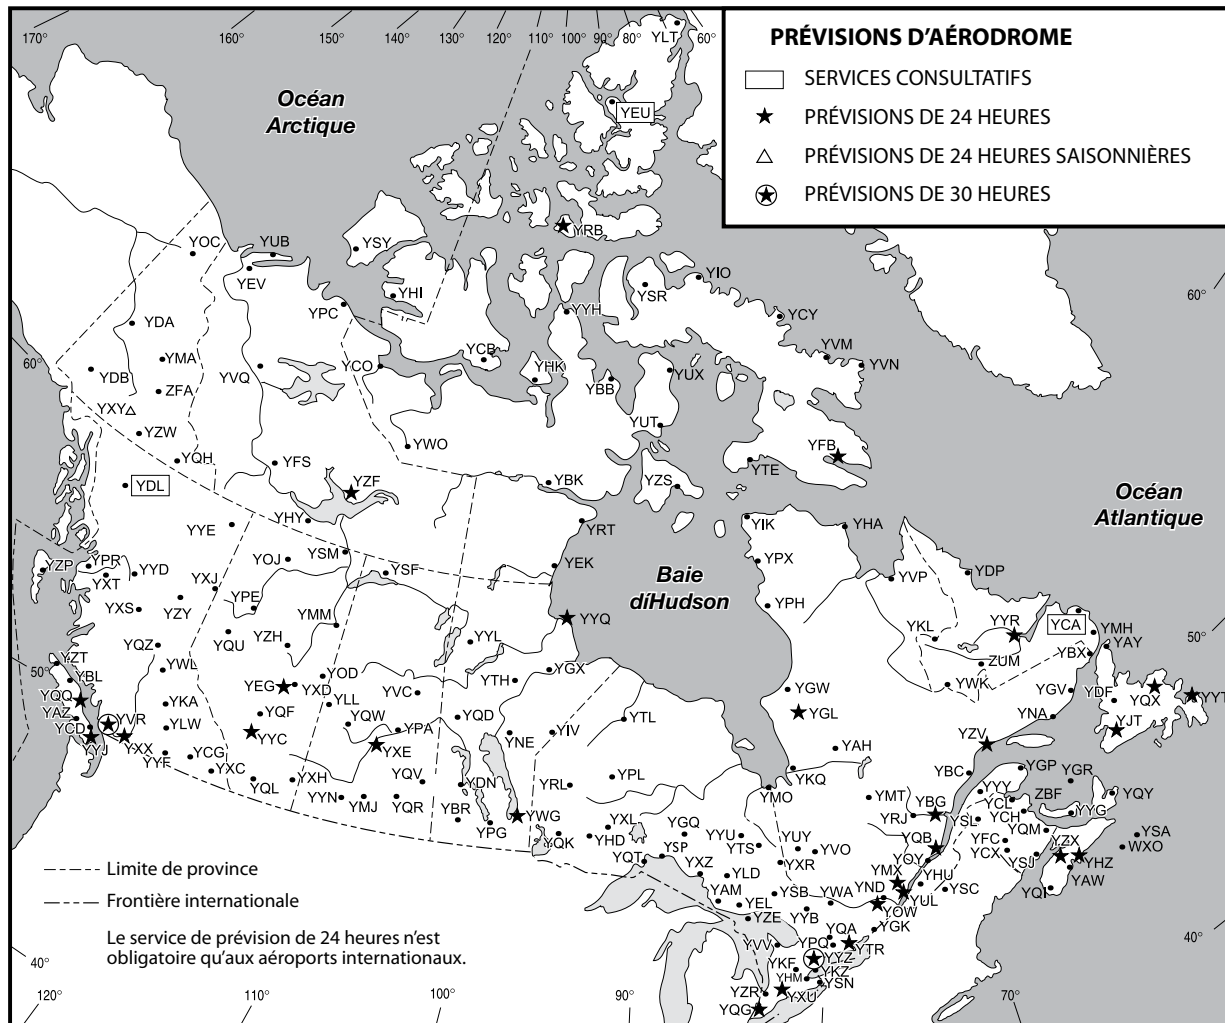 170°
160°
150°
140°
130°
120°
110°
100°
90°
80°
70°
YLT
60°
PRÉVISIONS D'AÉRODROME
SERVICES CONSULTATIFS
PRÉVISIONS DE 24 HEURES
PRÉVISIONS DE 24 HEURES SAISONNIÈRES
PRÉVISIONS DE 30 HEURES
Océan
Arctique
YEU
YRB
YOC
YUB
YSY
YEV
YHI
YPC
YYH
YSR
YIO
60°
YCY
YDA
YMA
YVM
YVN
60°
YDB
ZFA
YVQ
YCO
YCB
YHK
YBB
YUX
YXY
YZW
YUT
YQH
YFS
YWO
YFB
YTE
YDL
YZF
YBK
YZS
Océan
Atlantique
YYE
YHY
YRT
YIK
YHA
YZP
YPR
YXT
YYD
YXJ
YOJ
YSM
YSF
YEK
YPX
Baie
díHudson
YVP
YDP
YXS
YZY
YPE
YMM
YYQ
YPH
YKL
YYR
YCA
YMH
YAY
50°
YQZ
YQU
YZH
YYL
YBX
50°
YZT
YBL
YWL
YOD
YTH
YGX
ZUM
YWK
YQQ
YEG
YXD
YLL
YVC
YGW
YGV
YDF
YQX
YYT
YAZ
YVR
YKA
YQF
YQW
YPA
YQD
YTL
YGL
YNA
YJT
YCD
YYJ
YXX
YLW
YYC
YXE
YNE
YIV
YAH
YZV
YYF
YCG
YXC
YQL
YXH
YQV
YDN
YRL
YPL
YKQ
YBC
YGP
YGR
YYN
YMJ
YQR
YBR
YPG
YWG
YMO
YMT
YRJ
YBG
YYY
YCL
ZBF
YYG
YQY
YQK
YHD
YXL
YGQ
YYU
YUY
YSL
YCH
YQM
YSA
WXO
YQT
YSP
YTS
YVO
YQB
YFC
YCX
YSJ
YZX
YHZ
YXZ
YLD
YXR
YMX
YOY
YAW
YQI
YAM
YEL
YSB
YWA
YND
YHU
YUL
YSC
YZE
YYB
YOW
YGK
YVV
YPQ
YQA
YTR
YYZ
YKF
YKZ
YHM
YSN
YZR
YXU
YQG
Limite de province
Frontière internationale
Le service de prévision de 24 heures n'est
obligatoire qu'aux aéroports internationaux.
40°
40°
120°
110°
100°
90°
70°